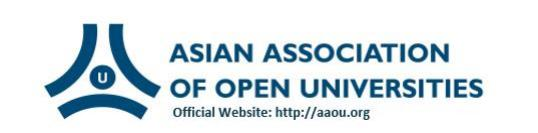 U
ASIAN ASSOCIATION
OF OPEN UNIVERSITIES
Official Website: http://aaou.org